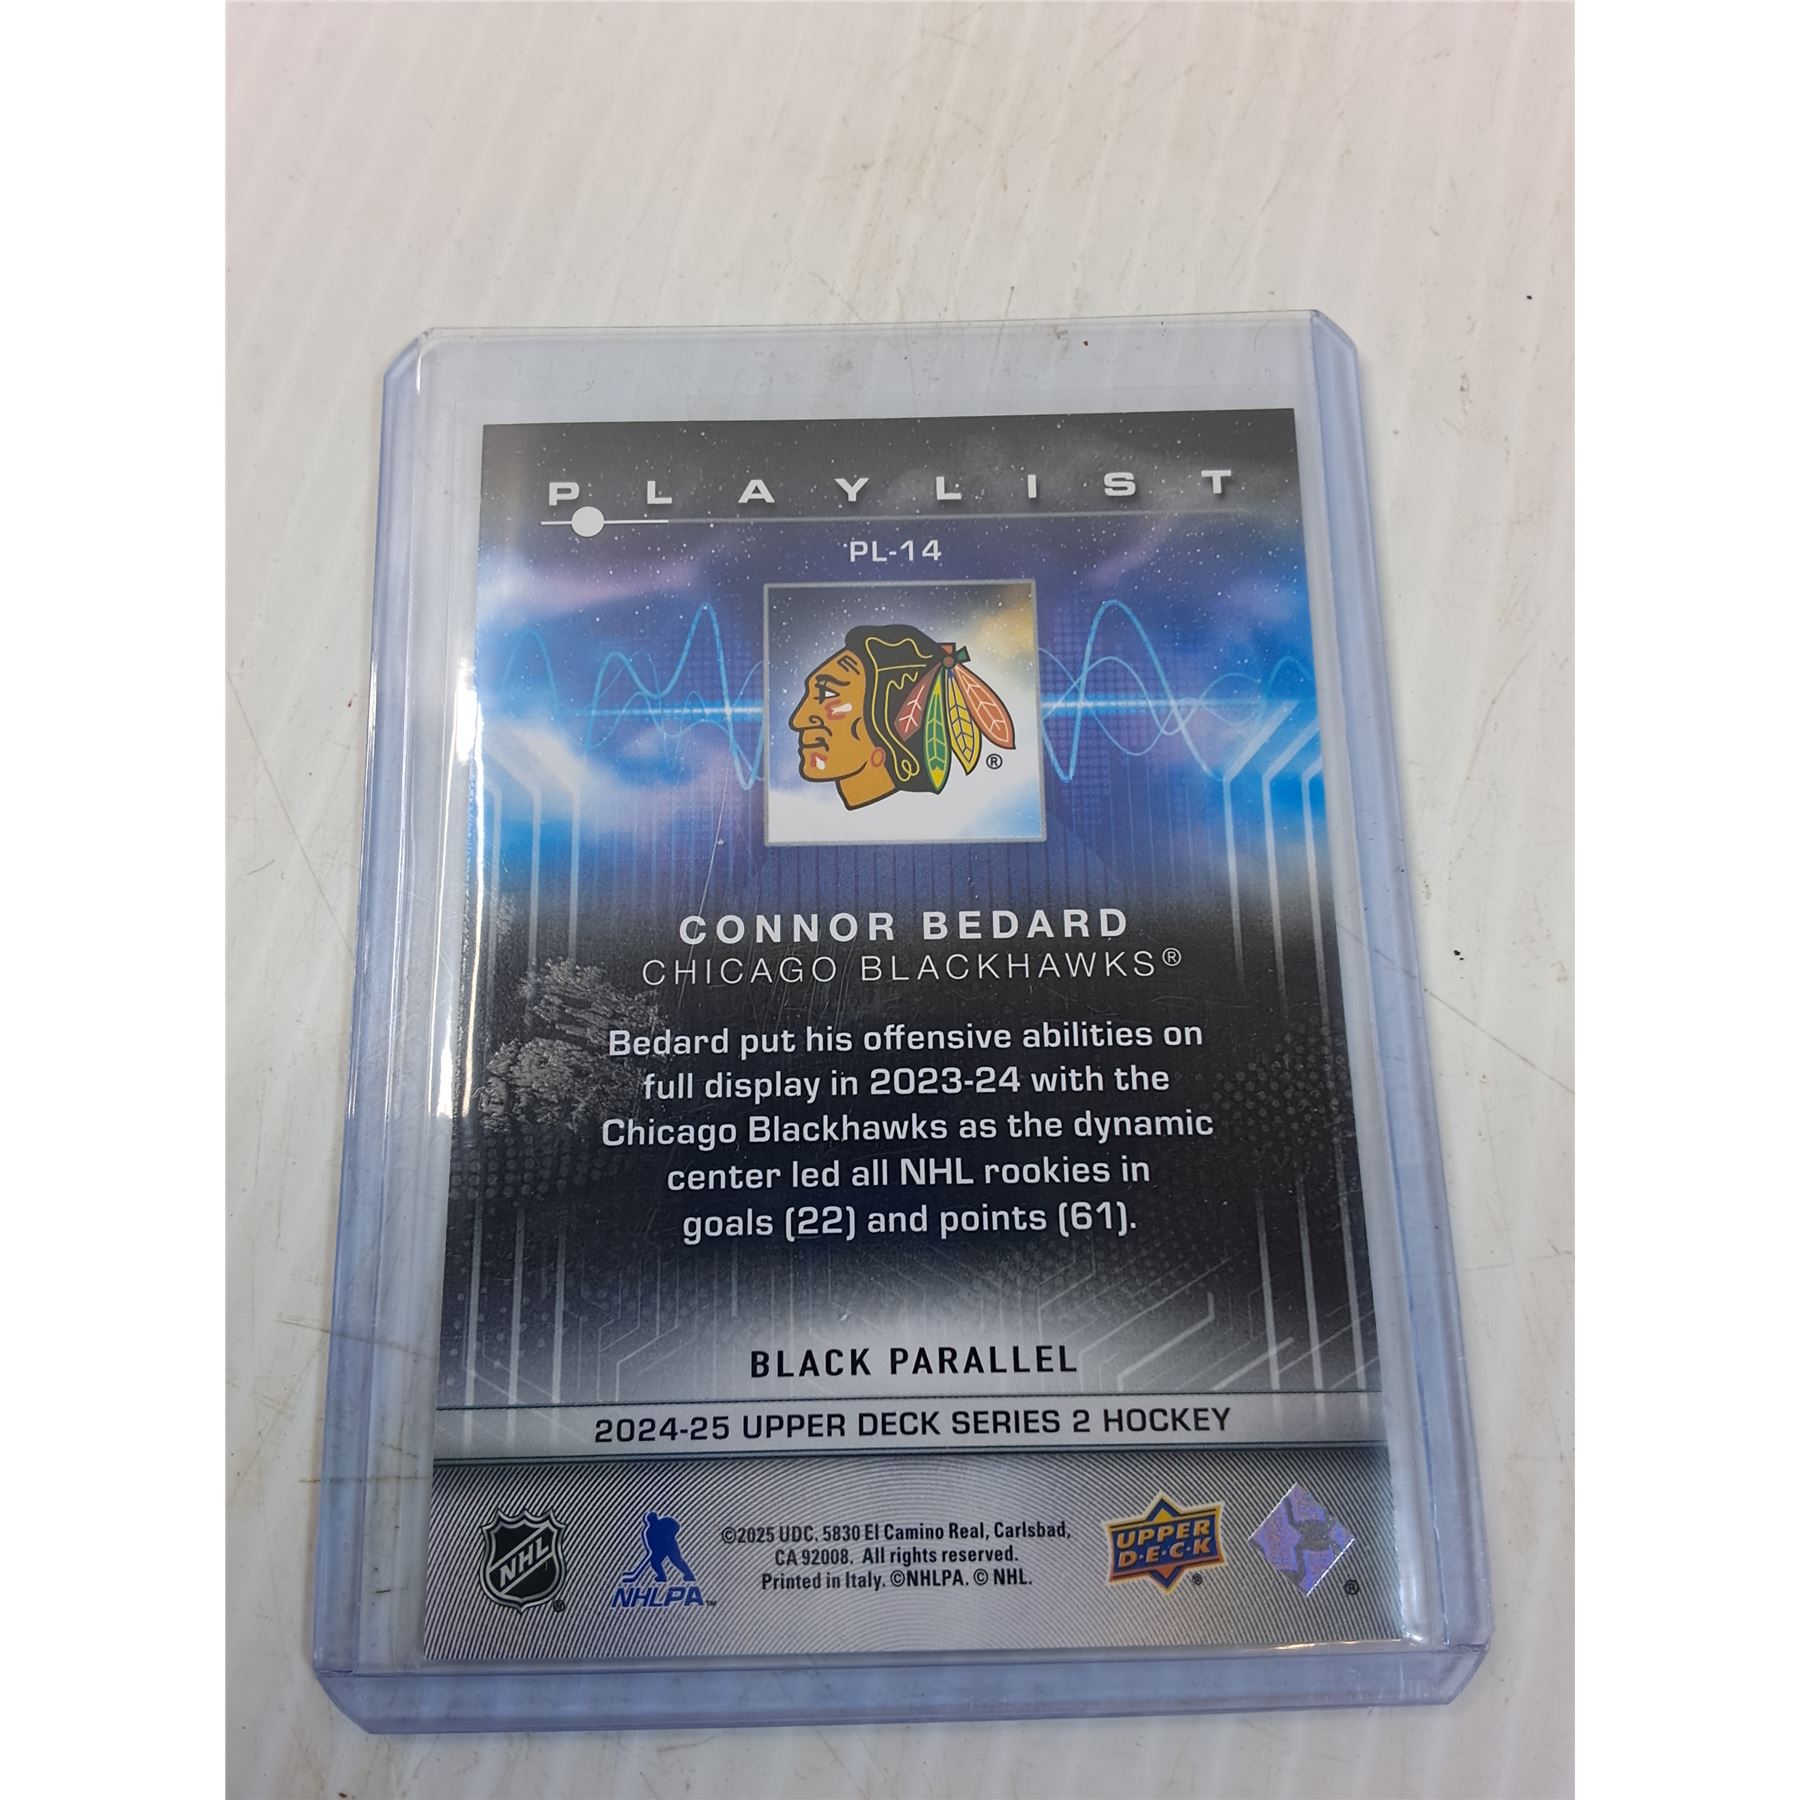 PLAYLIST
PL-14
®
CONNOR BEDARD
CHICAGO BLACKHAWKS®
Bedard put his offensive abilities on
full display in 2023-24 with the
Chicago Blackhawks as the dynamic
center led all NHL rookies in
goals (22) and points (61).
BLACK PARALLEL
2024-25 UPPER DECK SERIES 2 HOCKEY
NHL®
NHLPA™
©2025 UDC. 5830 El Camino Real, Carlsbad,
CA 92008. All rights reserved.
Printed in Italy. ©NHLPA. © NHL.
UPPER
D·E·C·K®
®